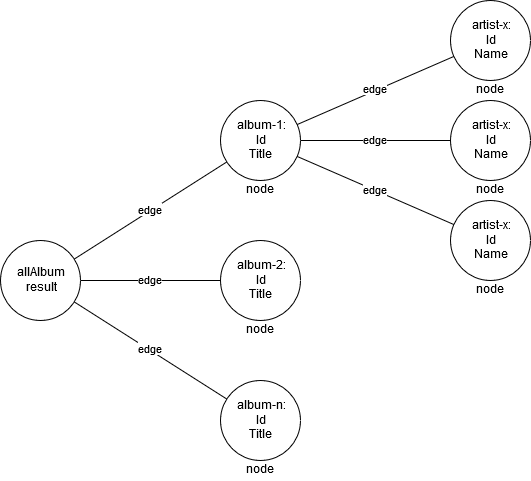 artist-x:
Id
Name
node
edge
album-1:
Id
Title
node
edge
artist-x:
Id
Name
node
edge
artist-x:
Id
Name
node
edge
allAlbum
result
edge
album-2:
Id
Title
node
edge
album-n:
Id
Title
node